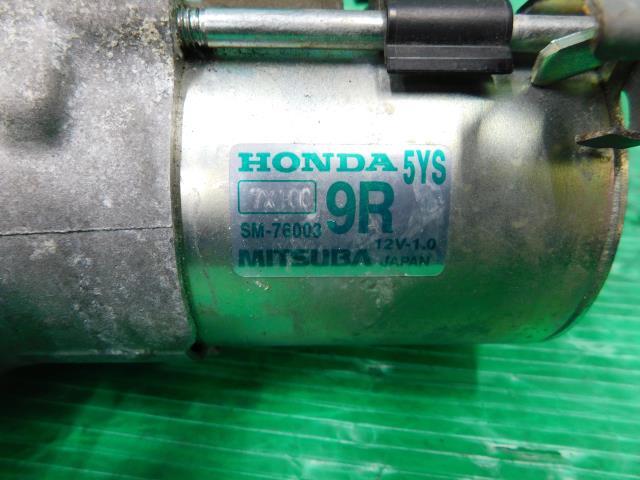 HONDA 5YS
9R
SM-76003
12V-1.0
MITSUBA JAPAN